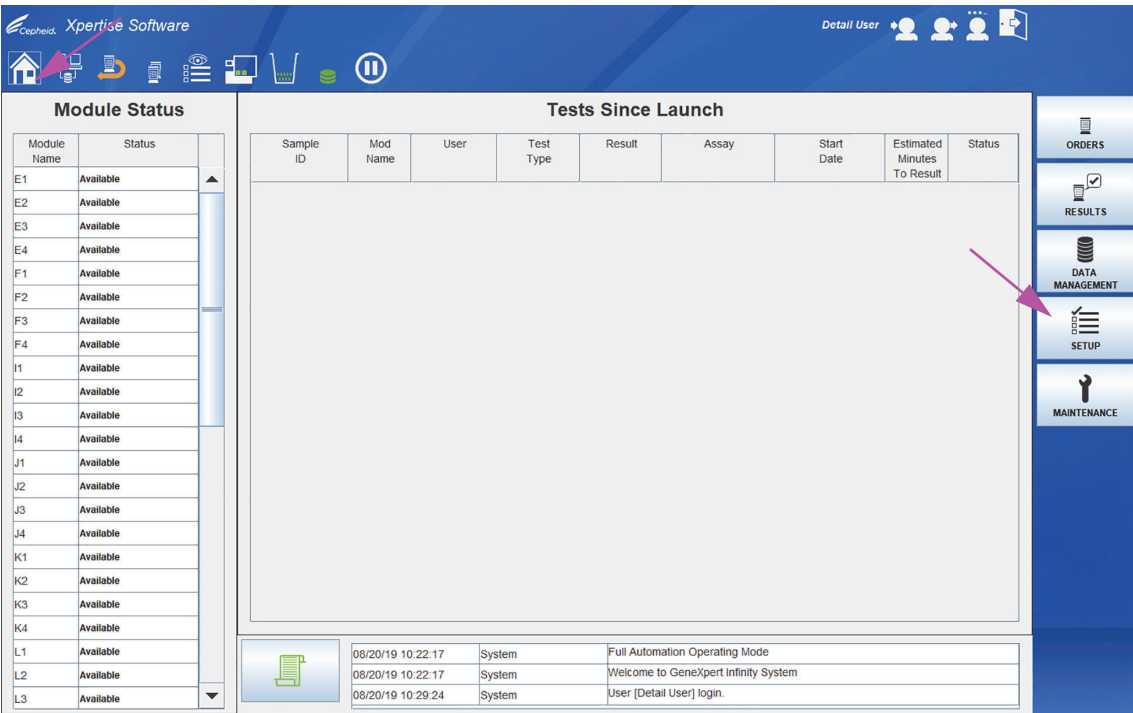 Cepheid. Xpertise Software
Detail User
Module Status
Module Name
Status
E1 Available
E2 Available
E3 Available
E4 Available
F1 Available
F2 Available
F3 Available
F4 Available
I1 Available
I2 Available
I3 Available
I4 Available
J1 Available
J2 Available
J3 Available
J4 Available
K1 Available
K2 Available
K3 Available
K4 Available
L1 Available
L2 Available
L3 Available
Tests Since Launch
Sample ID
Mod Name
User
Test Type
Result
Assay
Start Date
Estimated Minutes To Result
Status
08/20/19 10:22:17 System Full Automation Operating Mode
08/20/19 10:22:17 System Welcome to GeneXpert Infinity System
08/20/19 10:29:24 System User [Detail User] login.
ORDERS
RESULTS
DATA
MANAGEMENT
SETUP
MAINTENANCE